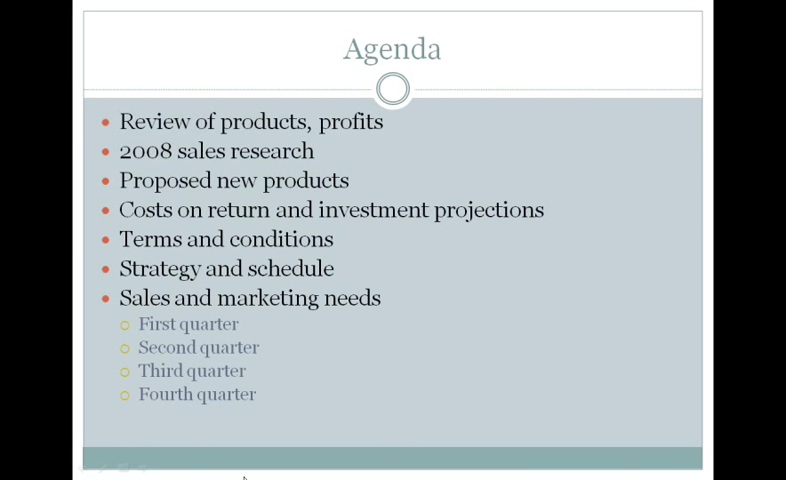 Agenda
Review of products, profits
2008 sales research
Proposed new products
Costs on return and investment projections
Terms and conditions
Strategy and schedule
Sales and marketing needs
First quarter
Second quarter
Third quarter
Fourth quarter